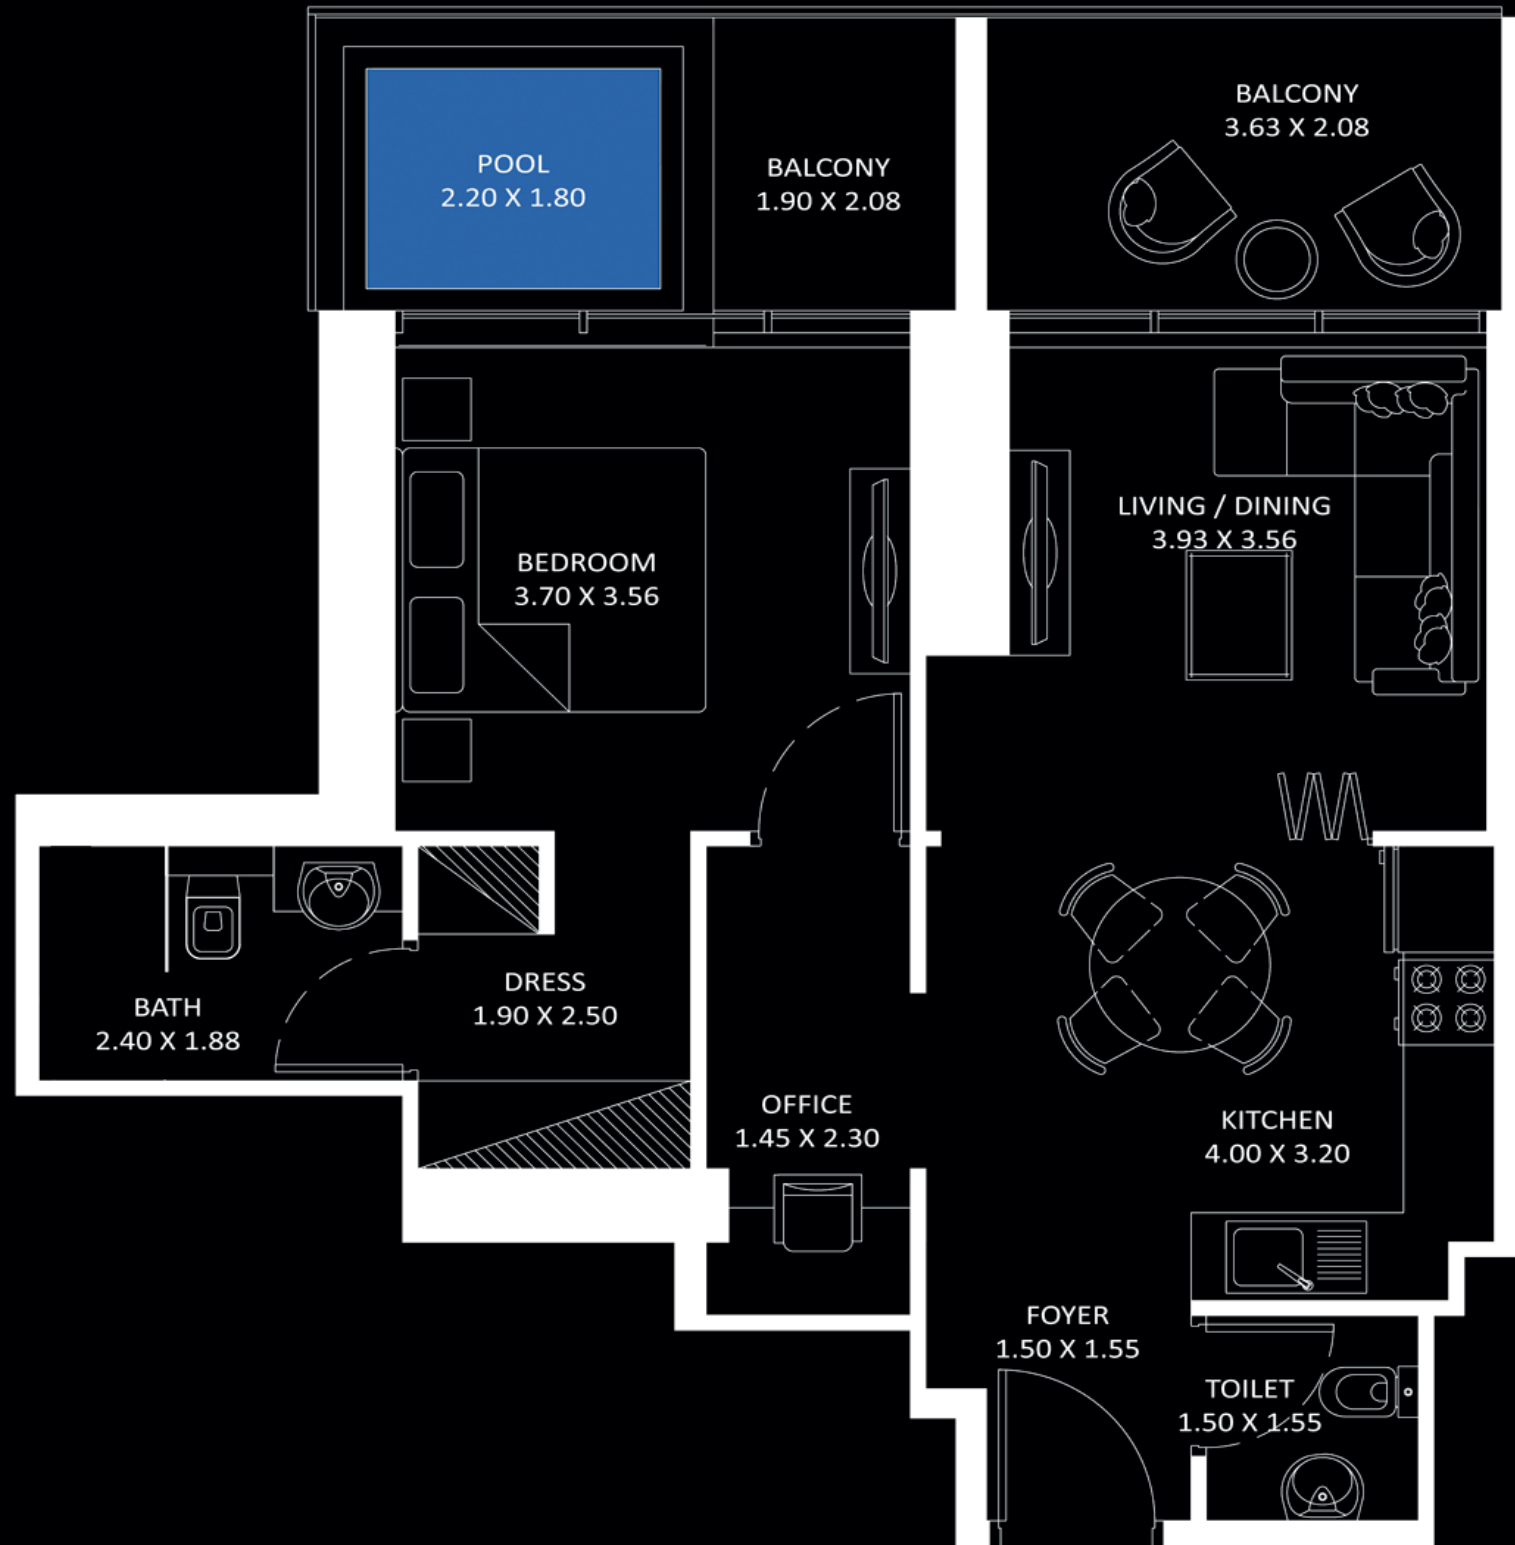 POOL
2.20 X 1.80
BALCONY
1.90 X 2.08
BALCONY
3.63 X 2.08
BEDROOM
3.70 X 3.56
LIVING / DINING
3.93 X 3.56
BATH
2.40 X 1.88
DRESS
1.90 X 2.50
OFFICE
1.45 X 2.30
KITCHEN
4.00 X 3.20
FOYER
1.50 X 1.55
TOILET
1.50 X 1.55